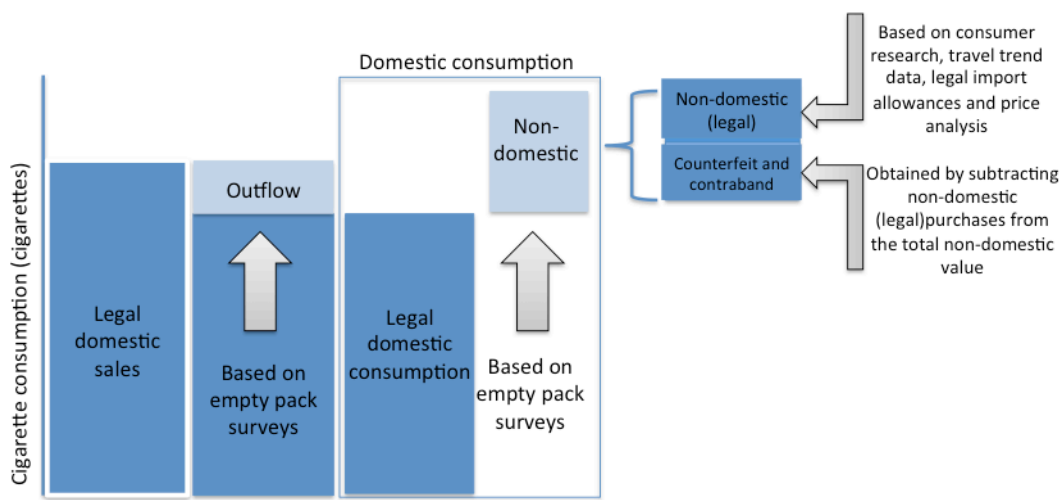 Cigarette consumption (cigarettes)
Legal
domestic
sales
Outflow
Based on
empty pack
surveys
Domestic consumption
Legal
domestic
consumption
Non-
domestic
Based on
empty pack
surveys
Non-domestic
(legal)
Counterfeit and
contraband
Based on consumer
research, travel trend
data, legal import
allowances and price
analysis
Obtained by subtracting
non-domestic
(legal)purchases from
the total non-domestic
value